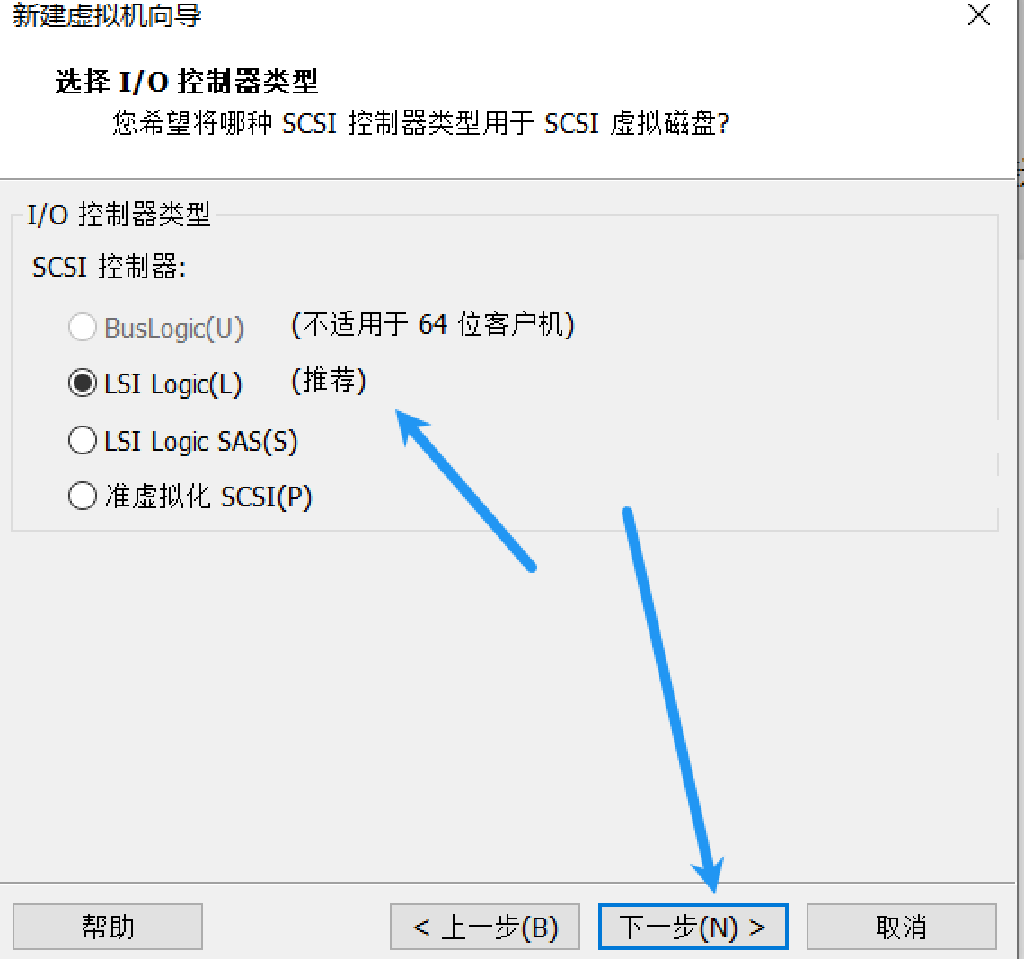 新建虚拟机向导
选择 I/O 控制器类型
您希望将哪种 SCSI 控制器类型用于 SCSI 虚拟磁盘?
I/O 控制器类型
SCSI 控制器:
BusLogic(U) (不适用于 64 位客户机)
LSI Logic(L) (推荐)
LSI Logic SAS(S)
准虚拟化 SCSI(P)
帮助 < 上一步(B) 下一步(N) > 取消